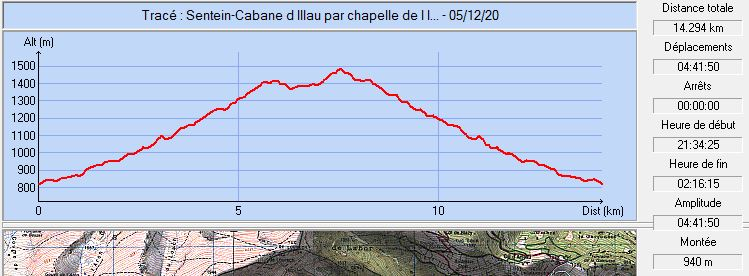 Tracé : Sentein-Cabane d Illau par chapelle de l I... - 05/12/20
Alt (m)
1500
1400
1300
1200
1100
1000
900
800
0
5
10
Dist (km)
Distance totale
14.294 km
Déplacements
04:41:50
Arrêts
00:00:00
Heure de début
21:34:25
Heure de fin
02:16:15
Amplitude
04:41:50
Montée
940 m